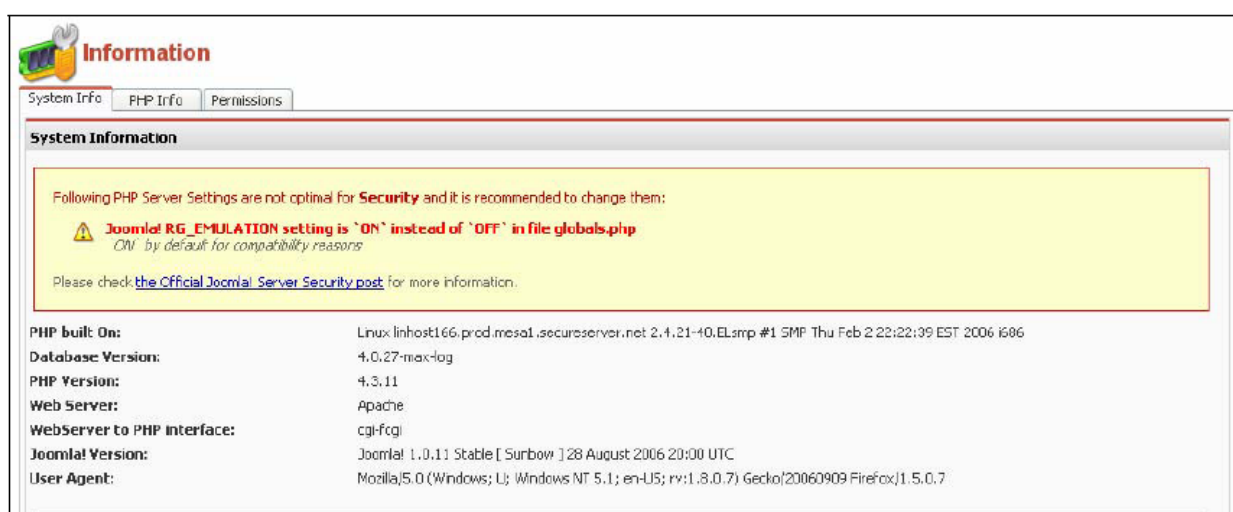 Information
System Info PHP Info Permissions
System Information
Following PHP Server Settings are not optimal for Security and it is recommended to change them:
Joomla! RG_EMULATION setting is `ON` instead of `OFF` in file globals.php
`ON` by default for compatibility reasons
Please check the Official Joomla! Server Security post for more information.
PHP built On: Linux linhost166.prod.mesa1.secureserver.net 2.4.21-40.ELsmp #1 SMP Thu Feb 2 22:22:39 EST 2006 i686
Database Version: 4.0.27-max-log
PHP Version: 4.3.11
Web Server: Apache
WebServer to PHP interface: cgi-fcgi
Joomla! Version: Joomla! 1.0.11 Stable [ Sunbow ] 28 August 2006 20:00 UTC
User Agent: Mozilla/5.0 (Windows; U; Windows NT 5.1; en-US; rv:1.8.0.7) Gecko/20060909 Firefox/1.5.0.7